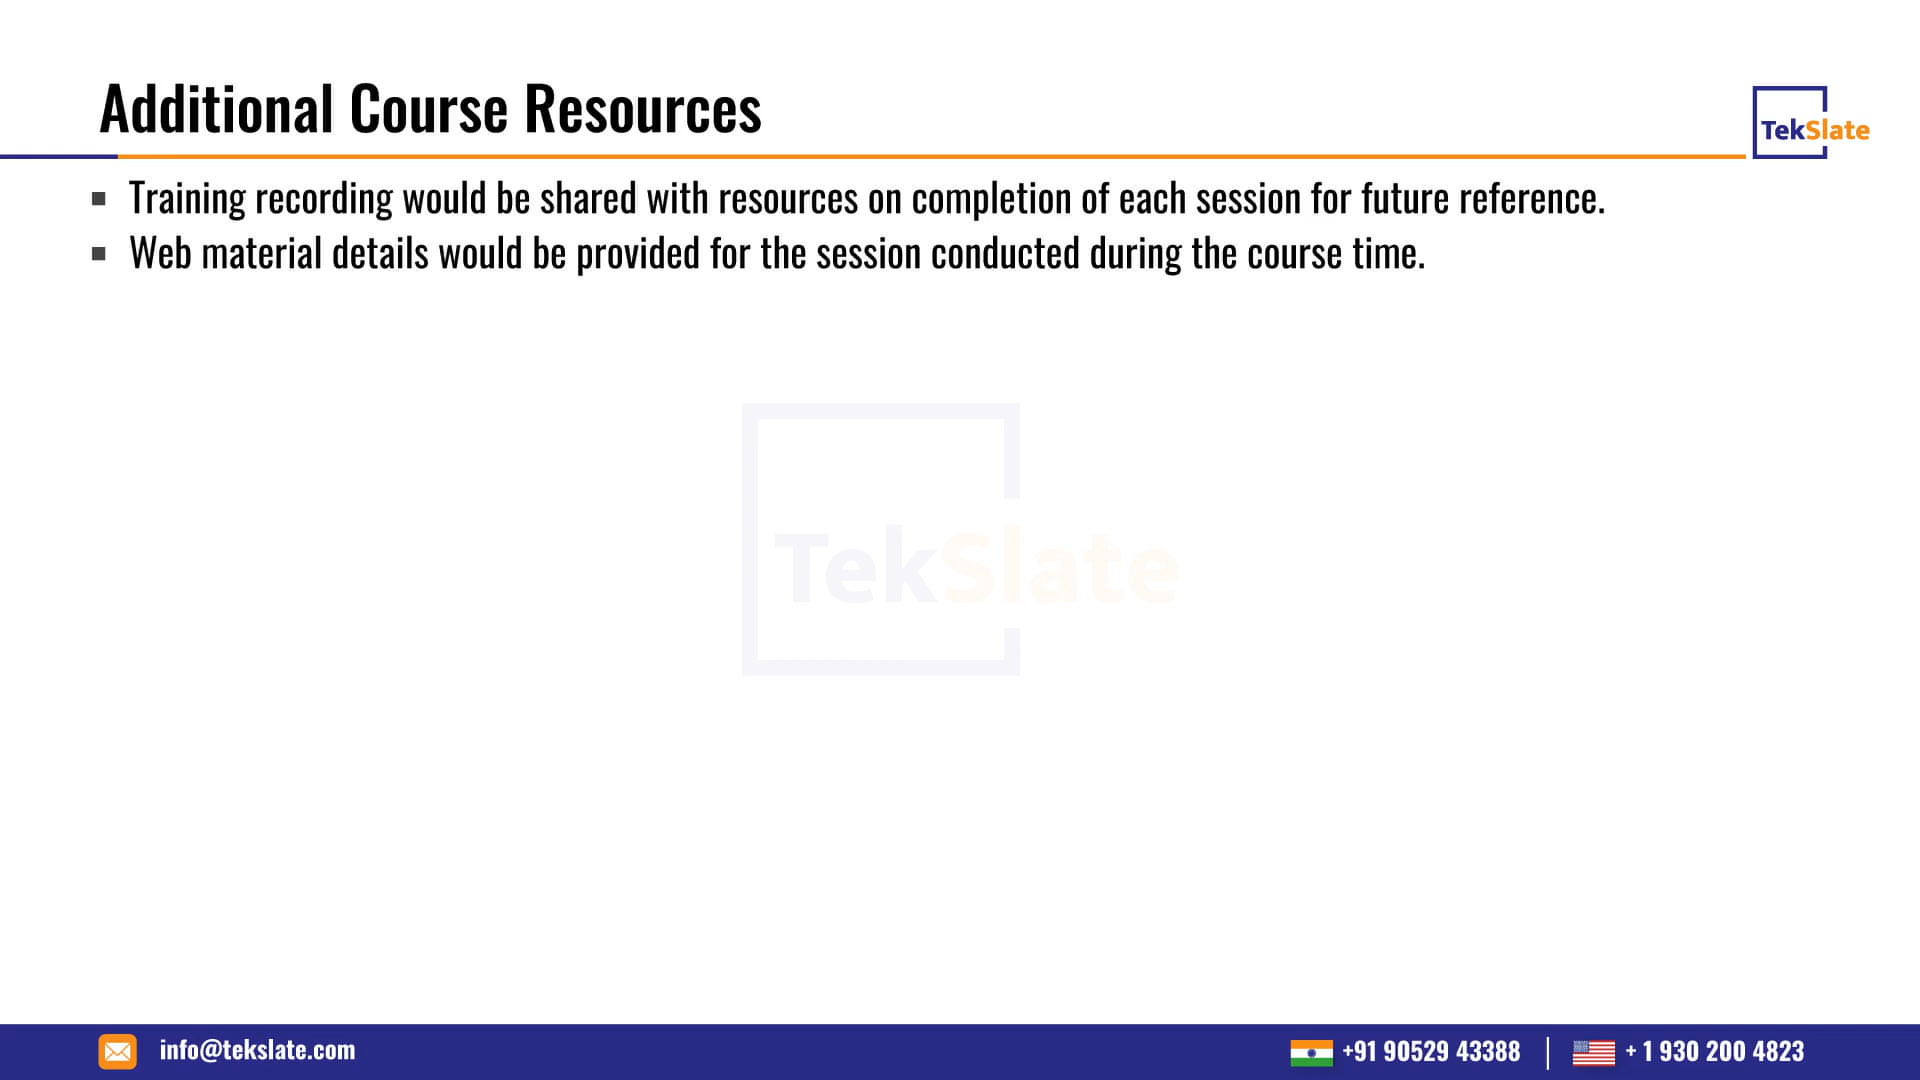 Additional Course Resources
TekSlate
Training recording would be shared with resources on completion of each session for future reference.
Web material details would be provided for the session conducted during the course time.
TekSlate
info@tekslate.com
+91 90529 43388
+ 1 930 200 4823